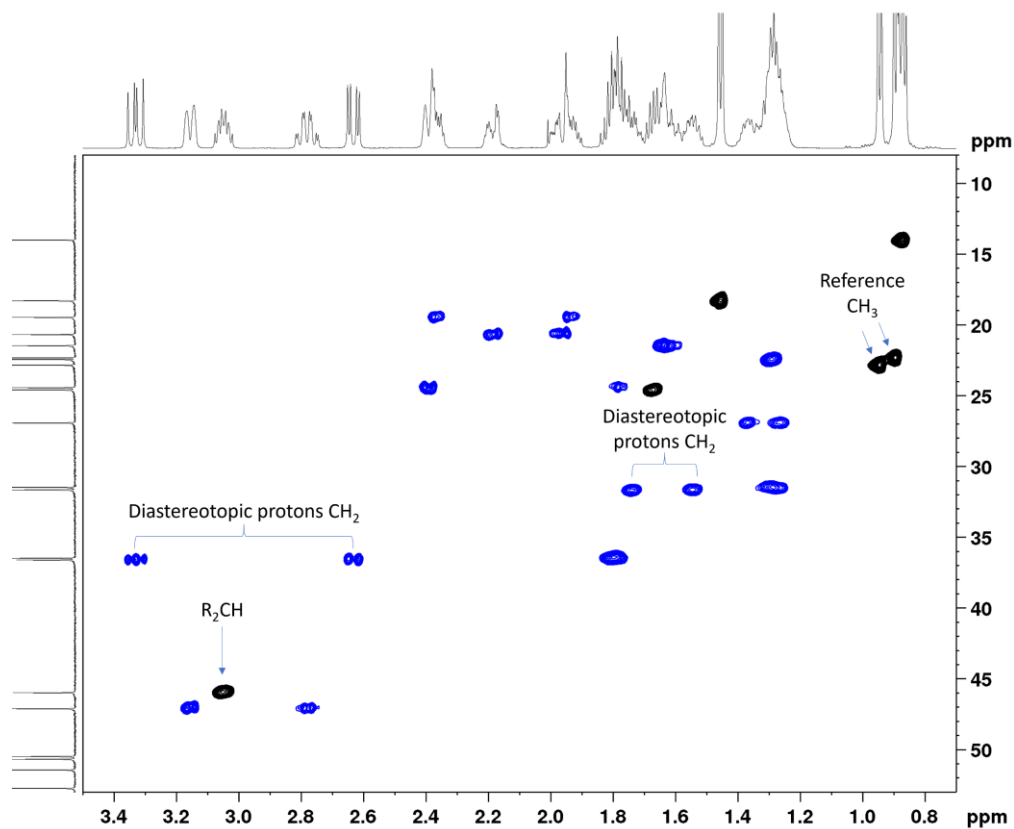 ppm
10
15
Reference
CH₃
20
25
Diastereotopic
protons CH₂
30
Diastereotopic protons CH₂
35
R₂CH
40
45
50
3.4 3.2 3.0 2.8 2.6 2.4 2.2 2.0 1.8 1.6 1.4 1.2 1.0 0.8 ppm